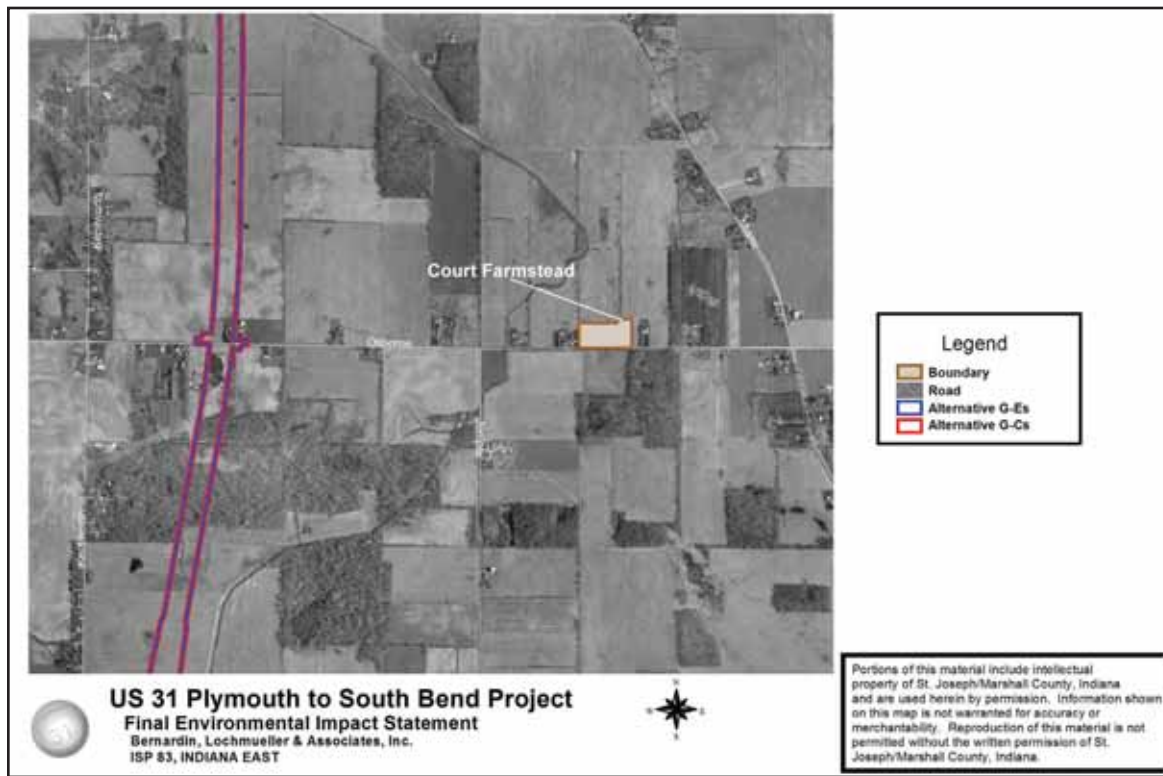 Court Farmstead
Legend
Boundary
Road
Alternative G-Es
Alternative G-Cs
US 31 Plymouth to South Bend Project
Final Environmental Impact Statement
Bernardin, Lochmueller & Associates, Inc.
ISP 83, INDIANA EAST
N
Portions of this material include intellectual
property of St. Joseph/Marshall County, Indiana
and are used herein by permission. Information shown
on this map is not warranted for accuracy or
merchantability. Reproduction of this material is not
permitted without the written permission of St.
Joseph/Marshall County, Indiana.